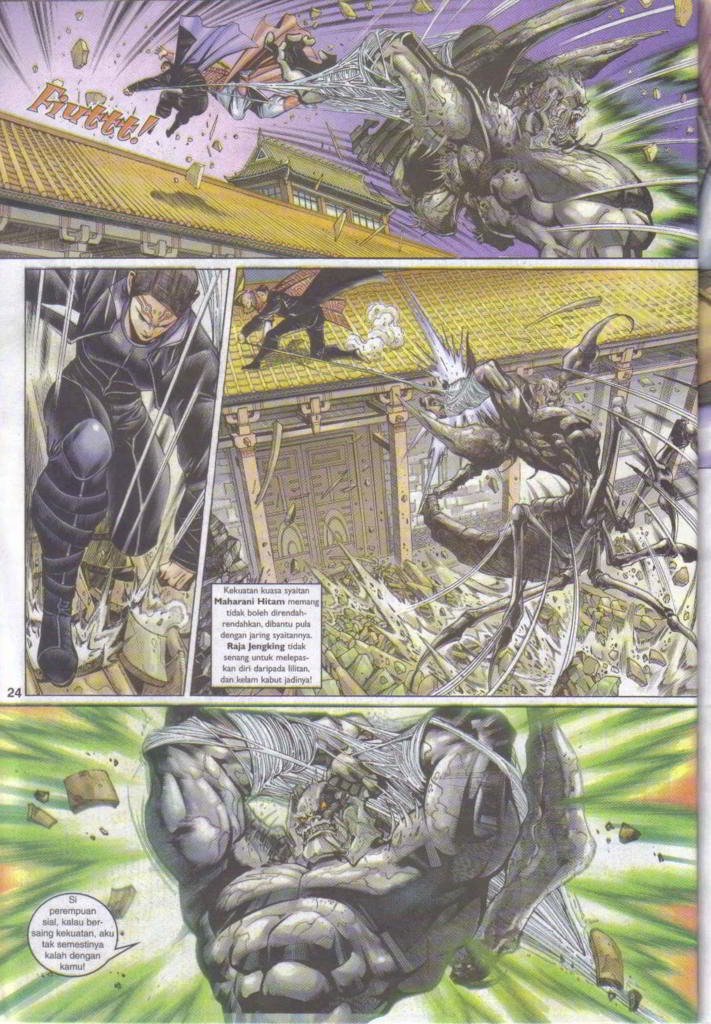 Fiuttt!
Kekuatan kuasa syaitan
Maharani Hitam memang
tidak boleh direndah-
rendahkan, dibantu pula
dengan jaring syaitannya.
Raja Jengking tidak
senang untuk melepas-
kan diri daripada lilitan,
dan kelam kabut jadinya!
24
Si
perempuan
sial, kalau ber-
saing kekuatan, aku
tak semestinya
kalah dengan
kamu!